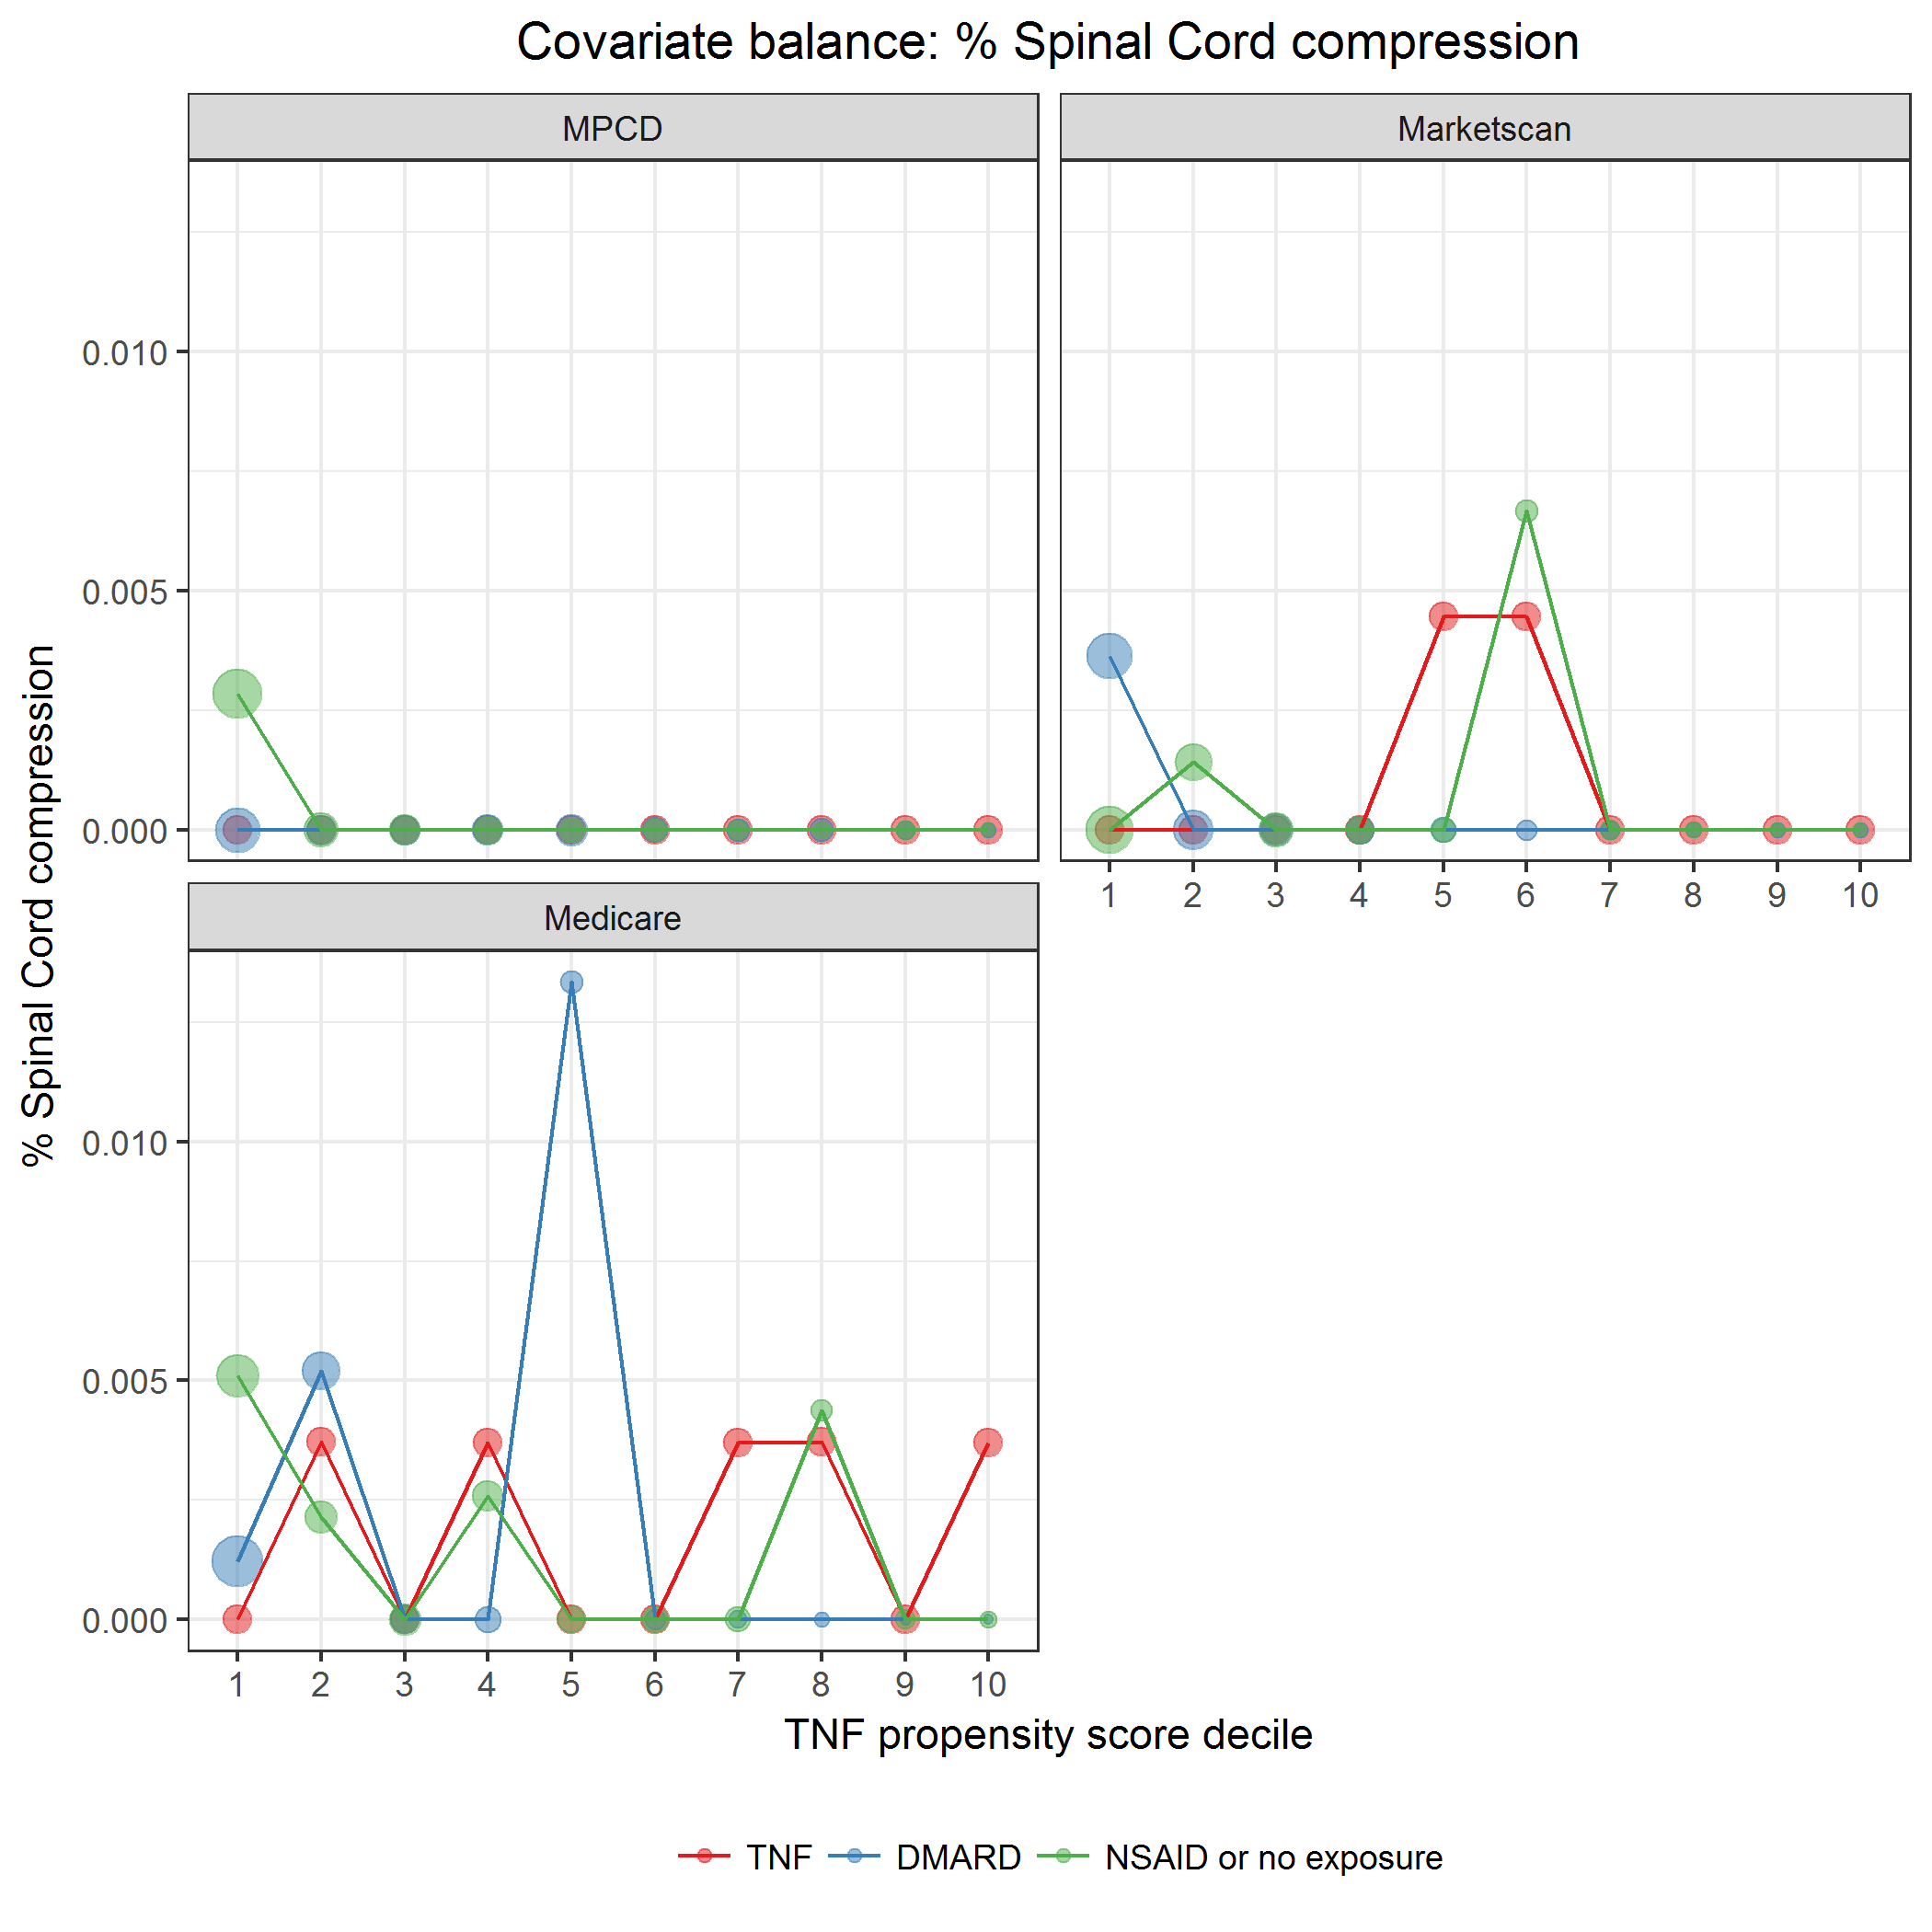 Covariate balance: % Spinal Cord compression
MPCD
Marketscan
0.010
0.005
0.000
1 2 3 4 5 6 7 8 9 10
Medicare
0.010
0.005
0.000
1 2 3 4 5 6 7 8 9 10
% Spinal Cord compression
TNF propensity score decile
TNF DMARD NSAID or no exposure